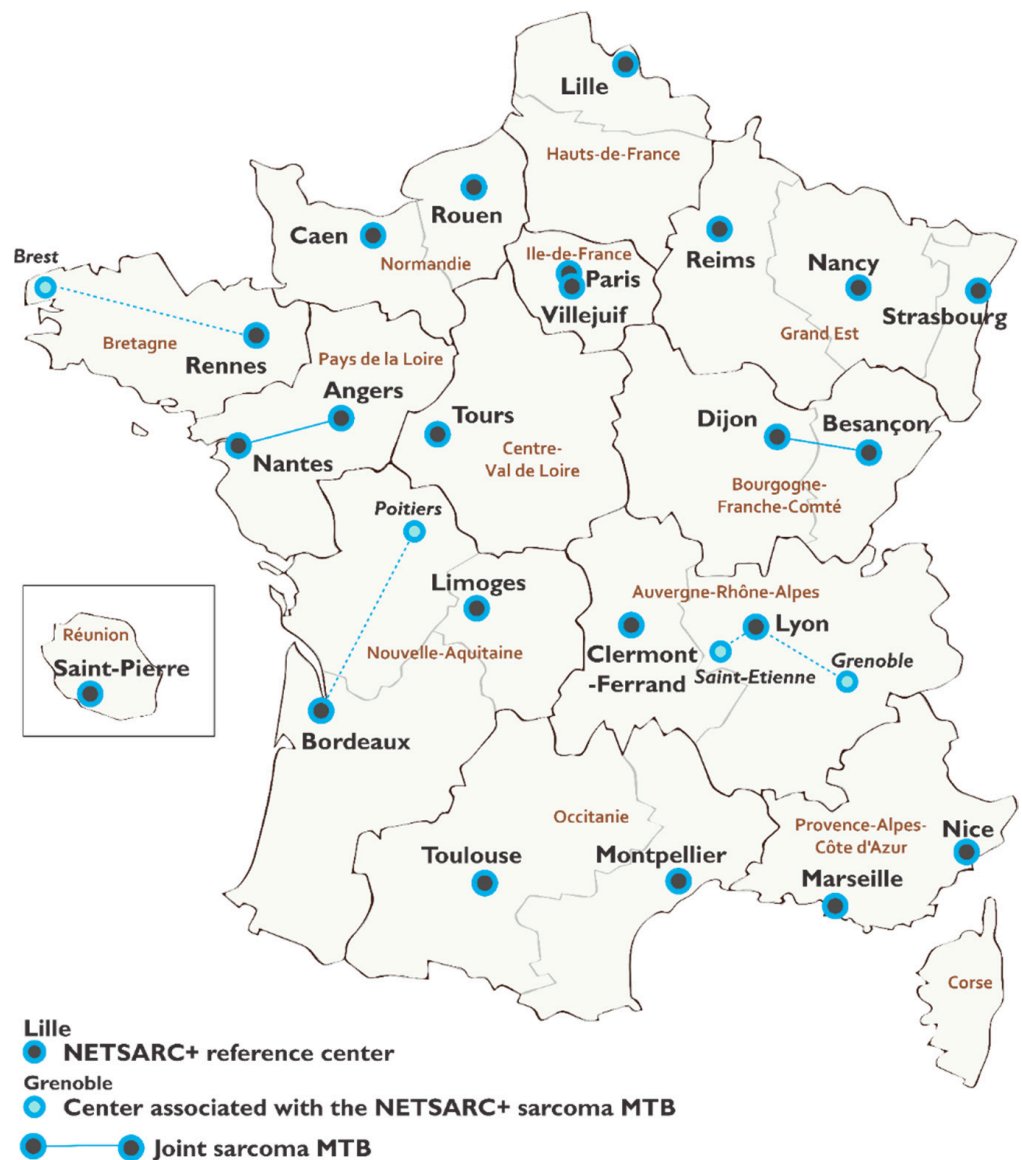 Lille
Hauts-de-France
Rouen
Caen
Normandie
Ile-de-France
Paris
Villejuif
Reims
Nancy
Strasbourg
Grand Est
Brest
Bretagne
Rennes
Pays de la Loire
Angers
Nantes
Tours
Centre-
Val de Loire
Dijon
Besançon
Bourgogne-
Franche-Comté
Poitiers
Limoges
Nouvelle-Aquitaine
Bordeaux
Auvergne-Rhône-Alpes
Lyon
Clermont
-Ferrand
Saint-Etienne
Grenoble
Réunion
Saint-Pierre
Occitanie
Toulouse
Montpellier
Provence-Alpes-
Côte d'Azur
Nice
Marseille
Corse
Lille
NETSARC+ reference center
Grenoble
Center associated with the NETSARC+ sarcoma MTB
Joint sarcoma MTB